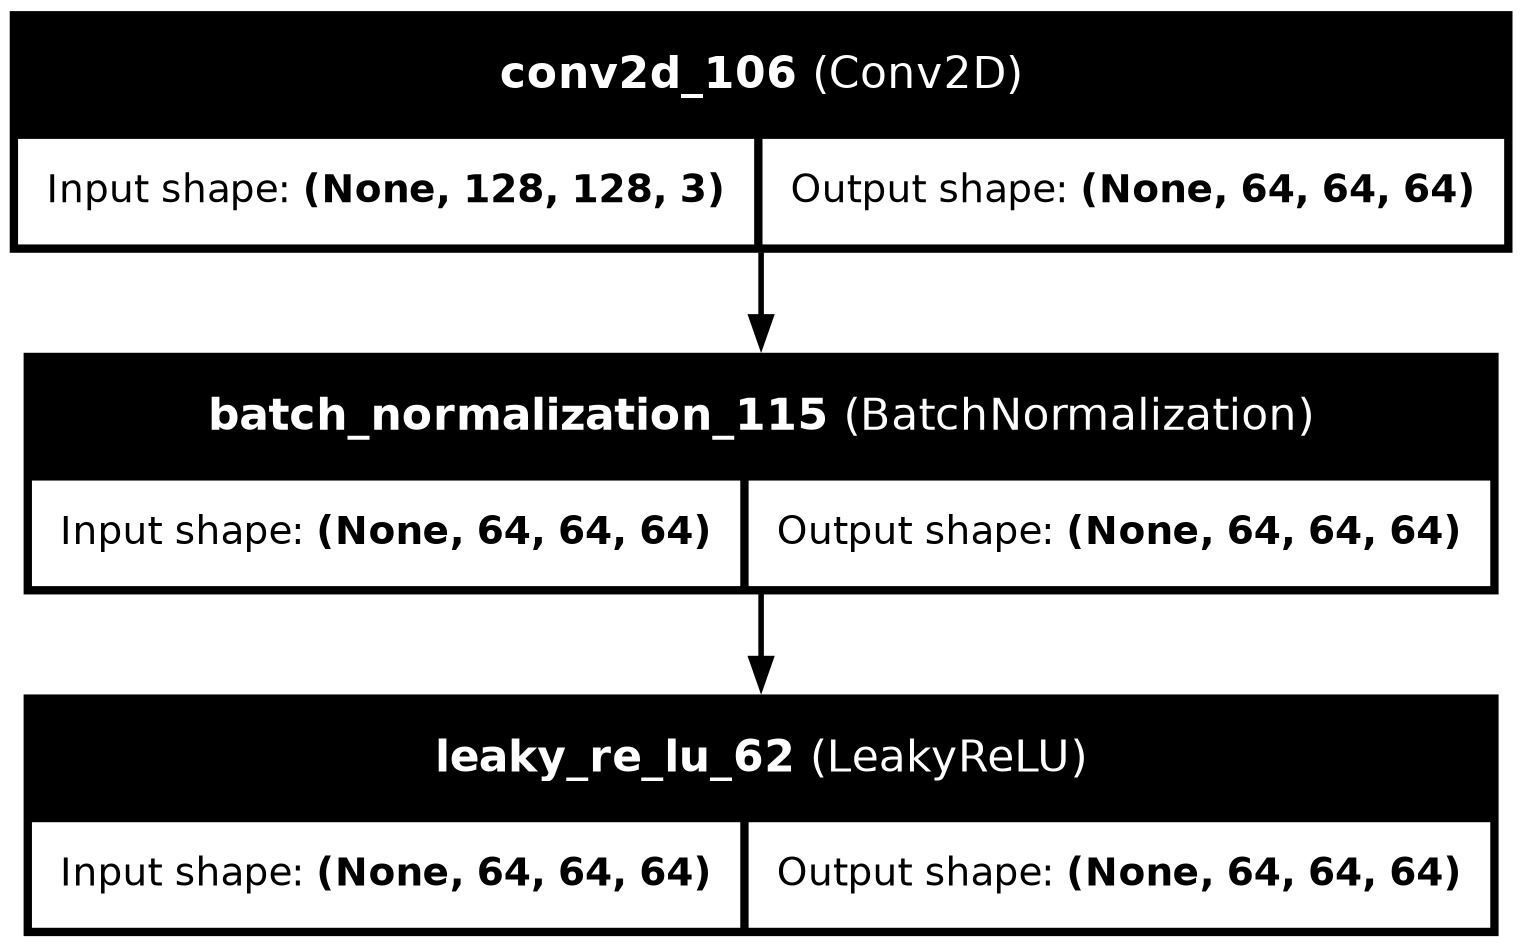 conv2d_106 (Conv2D)
Input shape: (None, 128, 128, 3)
Output shape: (None, 64, 64, 64)
batch_normalization_115 (BatchNormalization)
Input shape: (None, 64, 64, 64)
Output shape: (None, 64, 64, 64)
leaky_re_lu_62 (LeakyReLU)
Input shape: (None, 64, 64, 64)
Output shape: (None, 64, 64, 64)